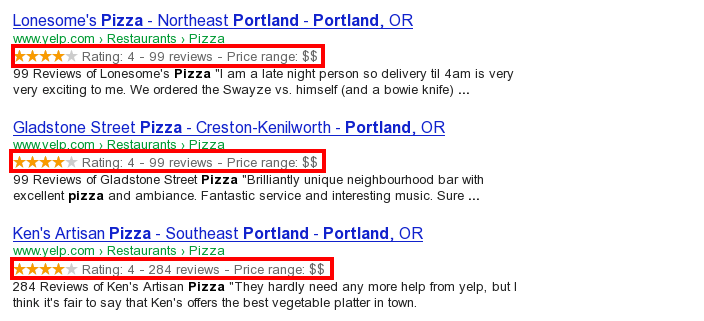 Lonesome's Pizza - Northeast Portland - Portland, OR
www.yelp.com › Restaurants › Pizza
Rating: 4 - 99 reviews - Price range: $$
99 Reviews of Lonesome's Pizza "I am a late night person so delivery til 4am is very
very exciting to me. We ordered the Swayze vs. himself (and a bowie knife) ...
Gladstone Street Pizza - Creston-Kenilworth - Portland, OR
www.yelp.com › Restaurants › Pizza
Rating: 4 - 99 reviews - Price range: $$
99 Reviews of Gladstone Street Pizza "Brilliantly unique neighbourhood bar with
excellent pizza and ambiance. Fantastic service and interesting music. Sure ...
Ken's Artisan Pizza - Southeast Portland - Portland, OR
www.yelp.com › Restaurants › Pizza
Rating: 4 - 284 reviews - Price range: $$
284 Reviews of Ken's Artisan Pizza "They hardly need any more help from yelp, but I
think it's fair to say that Ken's offers the best vegetable platter in town.